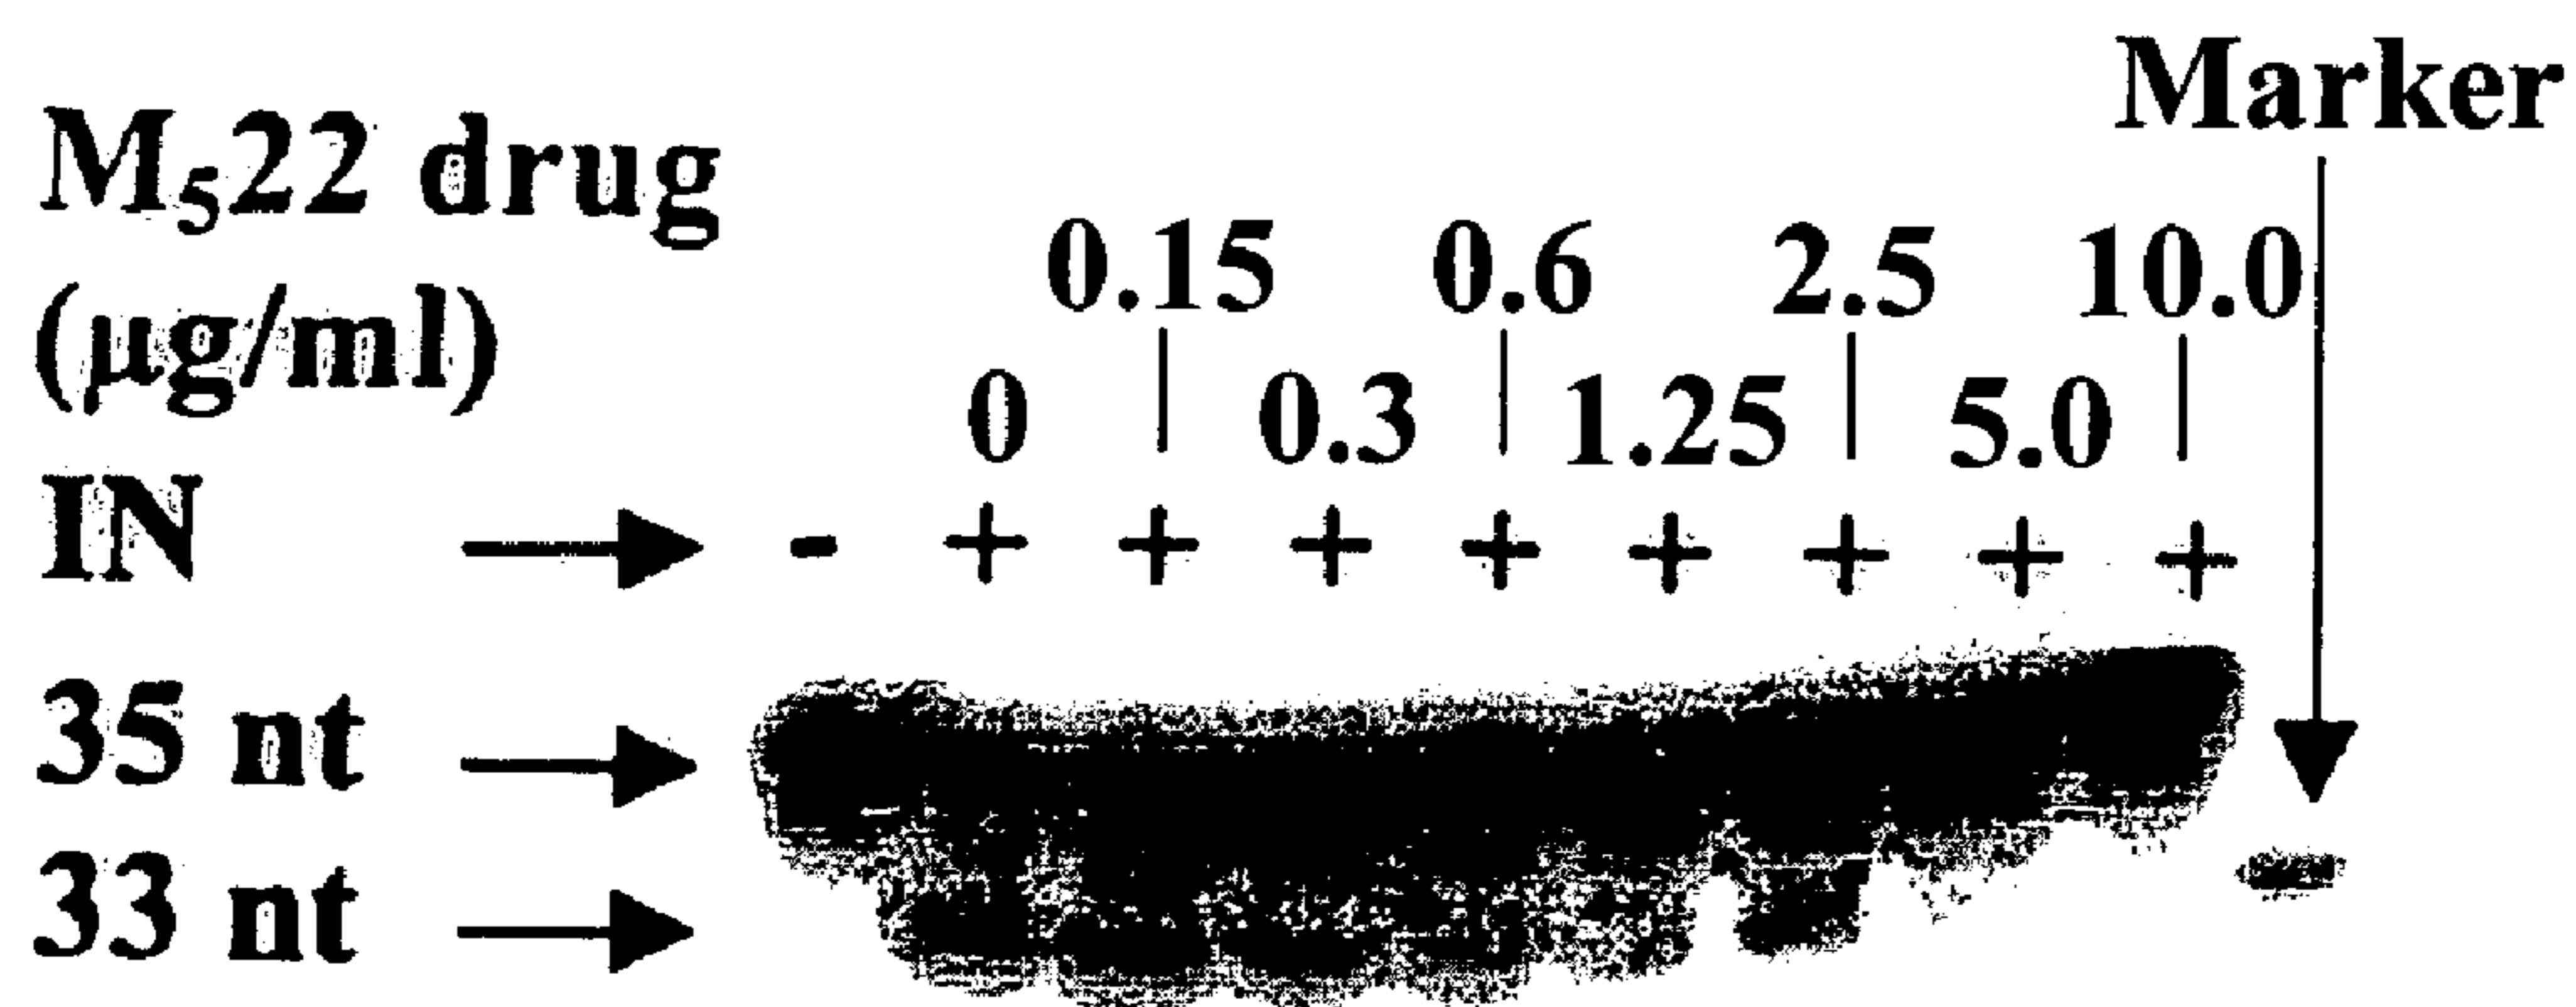 Marker
M₅22 drug
0.15 0.6 2.5 10.0
(µg/ml)
0 0.3 1.25 5.0
IN - + + + + + + + +
35 nt
33 nt